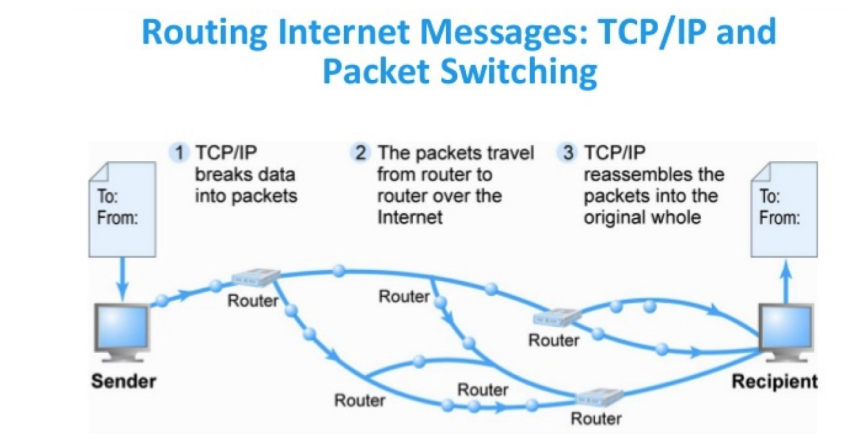 Routing Internet Messages: TCP/IP and
Packet Switching
1 TCP/IP
breaks data
into packets
2 The packets travel
from router to
router over the
Internet
3 TCP/IP
reassembles the
packets into the
original whole
To:
From:
To:
From:
Router
Router
Router
Router
Router
Router
Sender
Recipient